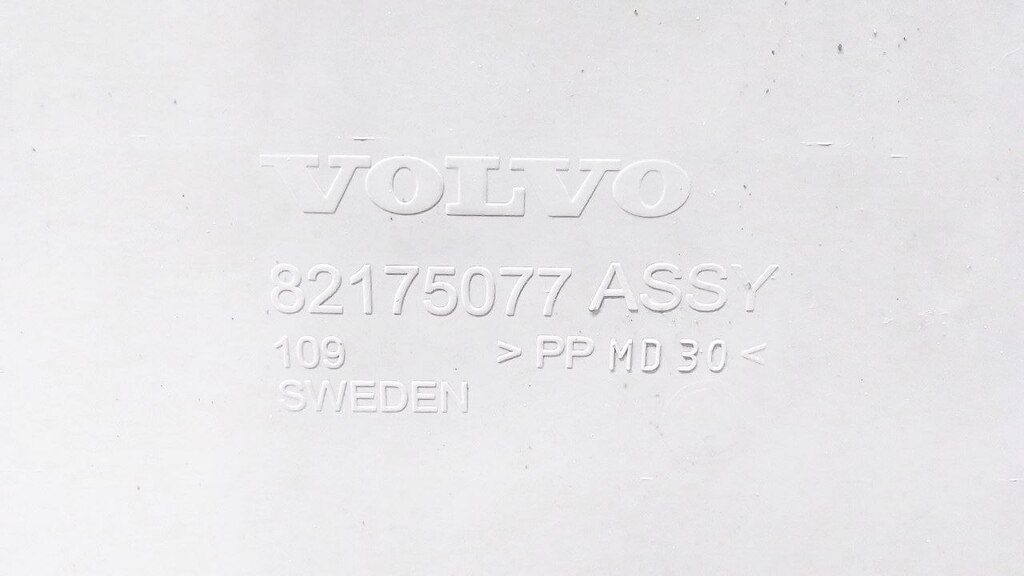 VOLVO
82175077 ASSY
109 >PP MD 30<
SWEDEN